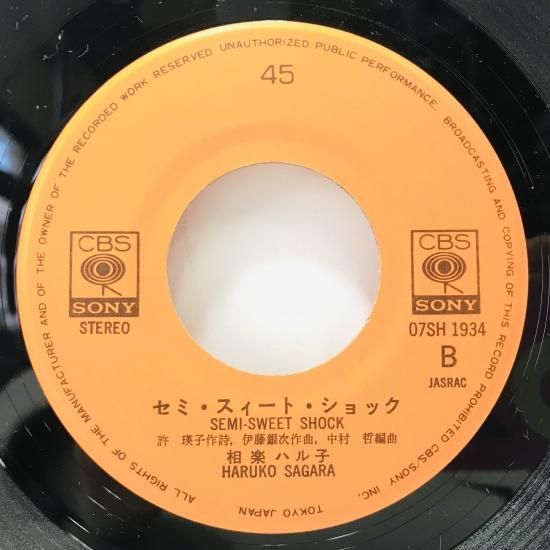 ALL RIGHTS OF THE MANUFACTURER AND OF THE OWNER OF THE RECORDED WORK RESERVED UNAUTHORIZED PUBLIC PERFORMANCE. BROADCASTING AND COPYING OF THIS RECORD PROHIBITED CBS/SONY INC. TOKYO JAPAN
45
CBS
SONY
STEREO
CBS
SONY
07SH 1934
B
JASRAC
セミ・スィート・ショック
SEMI-SWEET SHOCK
許 瑛子作詩, 伊藤銀次作曲, 中村 哲編曲
相楽ハル子
HARUKO SAGARA